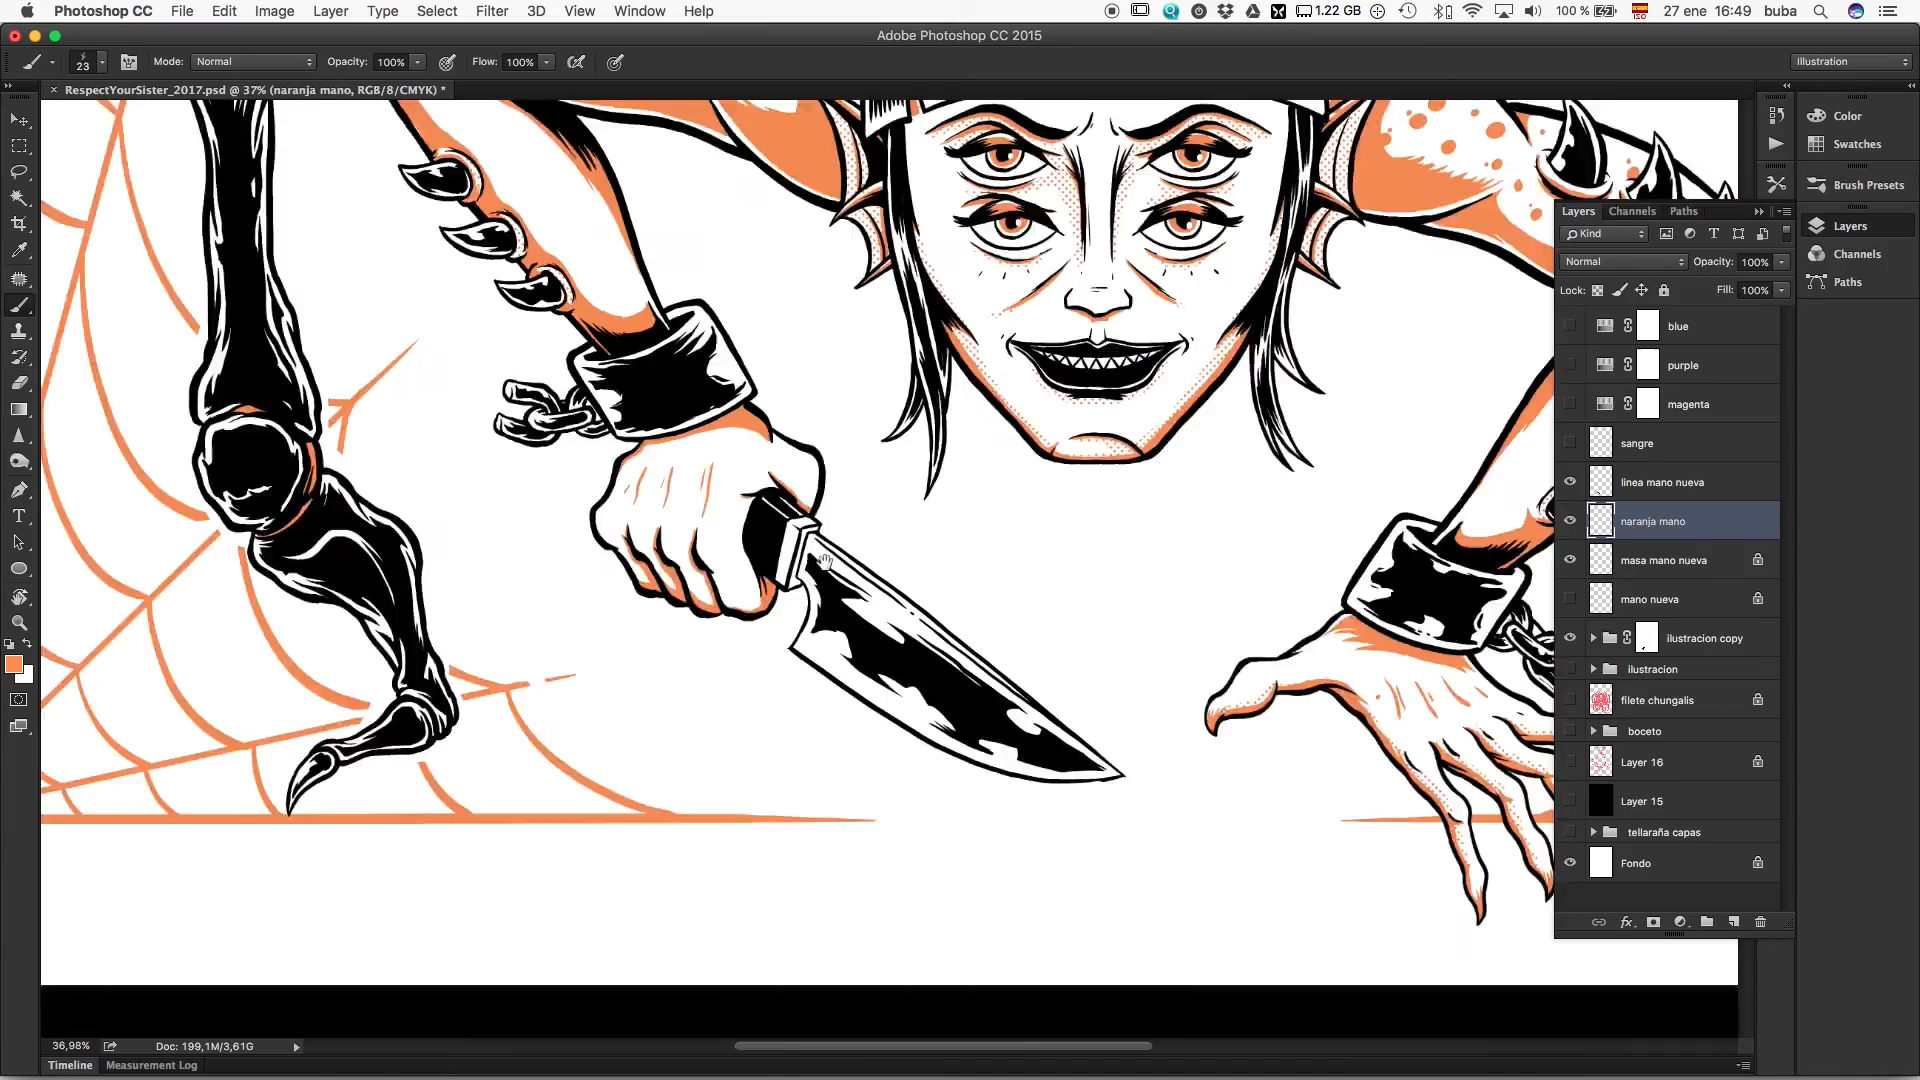 Photoshop CC File Edit Image Layer Type Select Filter 3D View Window Help 1.22 GB 100 % ISO 27 ene 16:49 buba
Adobe Photoshop CC 2015
23 Mode: Normal Opacity: 100% Flow: 100% Illustration
× RespectYourSister_2017.psd @ 37% (naranja mano, RGB/8/CMYK) *
Color
Swatches
Brush Presets
Layers
Channels
Paths
Layers Channels Paths
Kind
Normal Opacity: 100%
Lock: Fill: 100%
blue
purple
magenta
sangre
linea mano nueva
naranja mano
masa mano nueva
mano nueva
ilustracion copy
ilustracion
filete chungalis
boceto
Layer 16
Layer 15
tellaraña capas
Fondo
fx
36,98% Doc: 199,1M/3,61G
Timeline Measurement Log